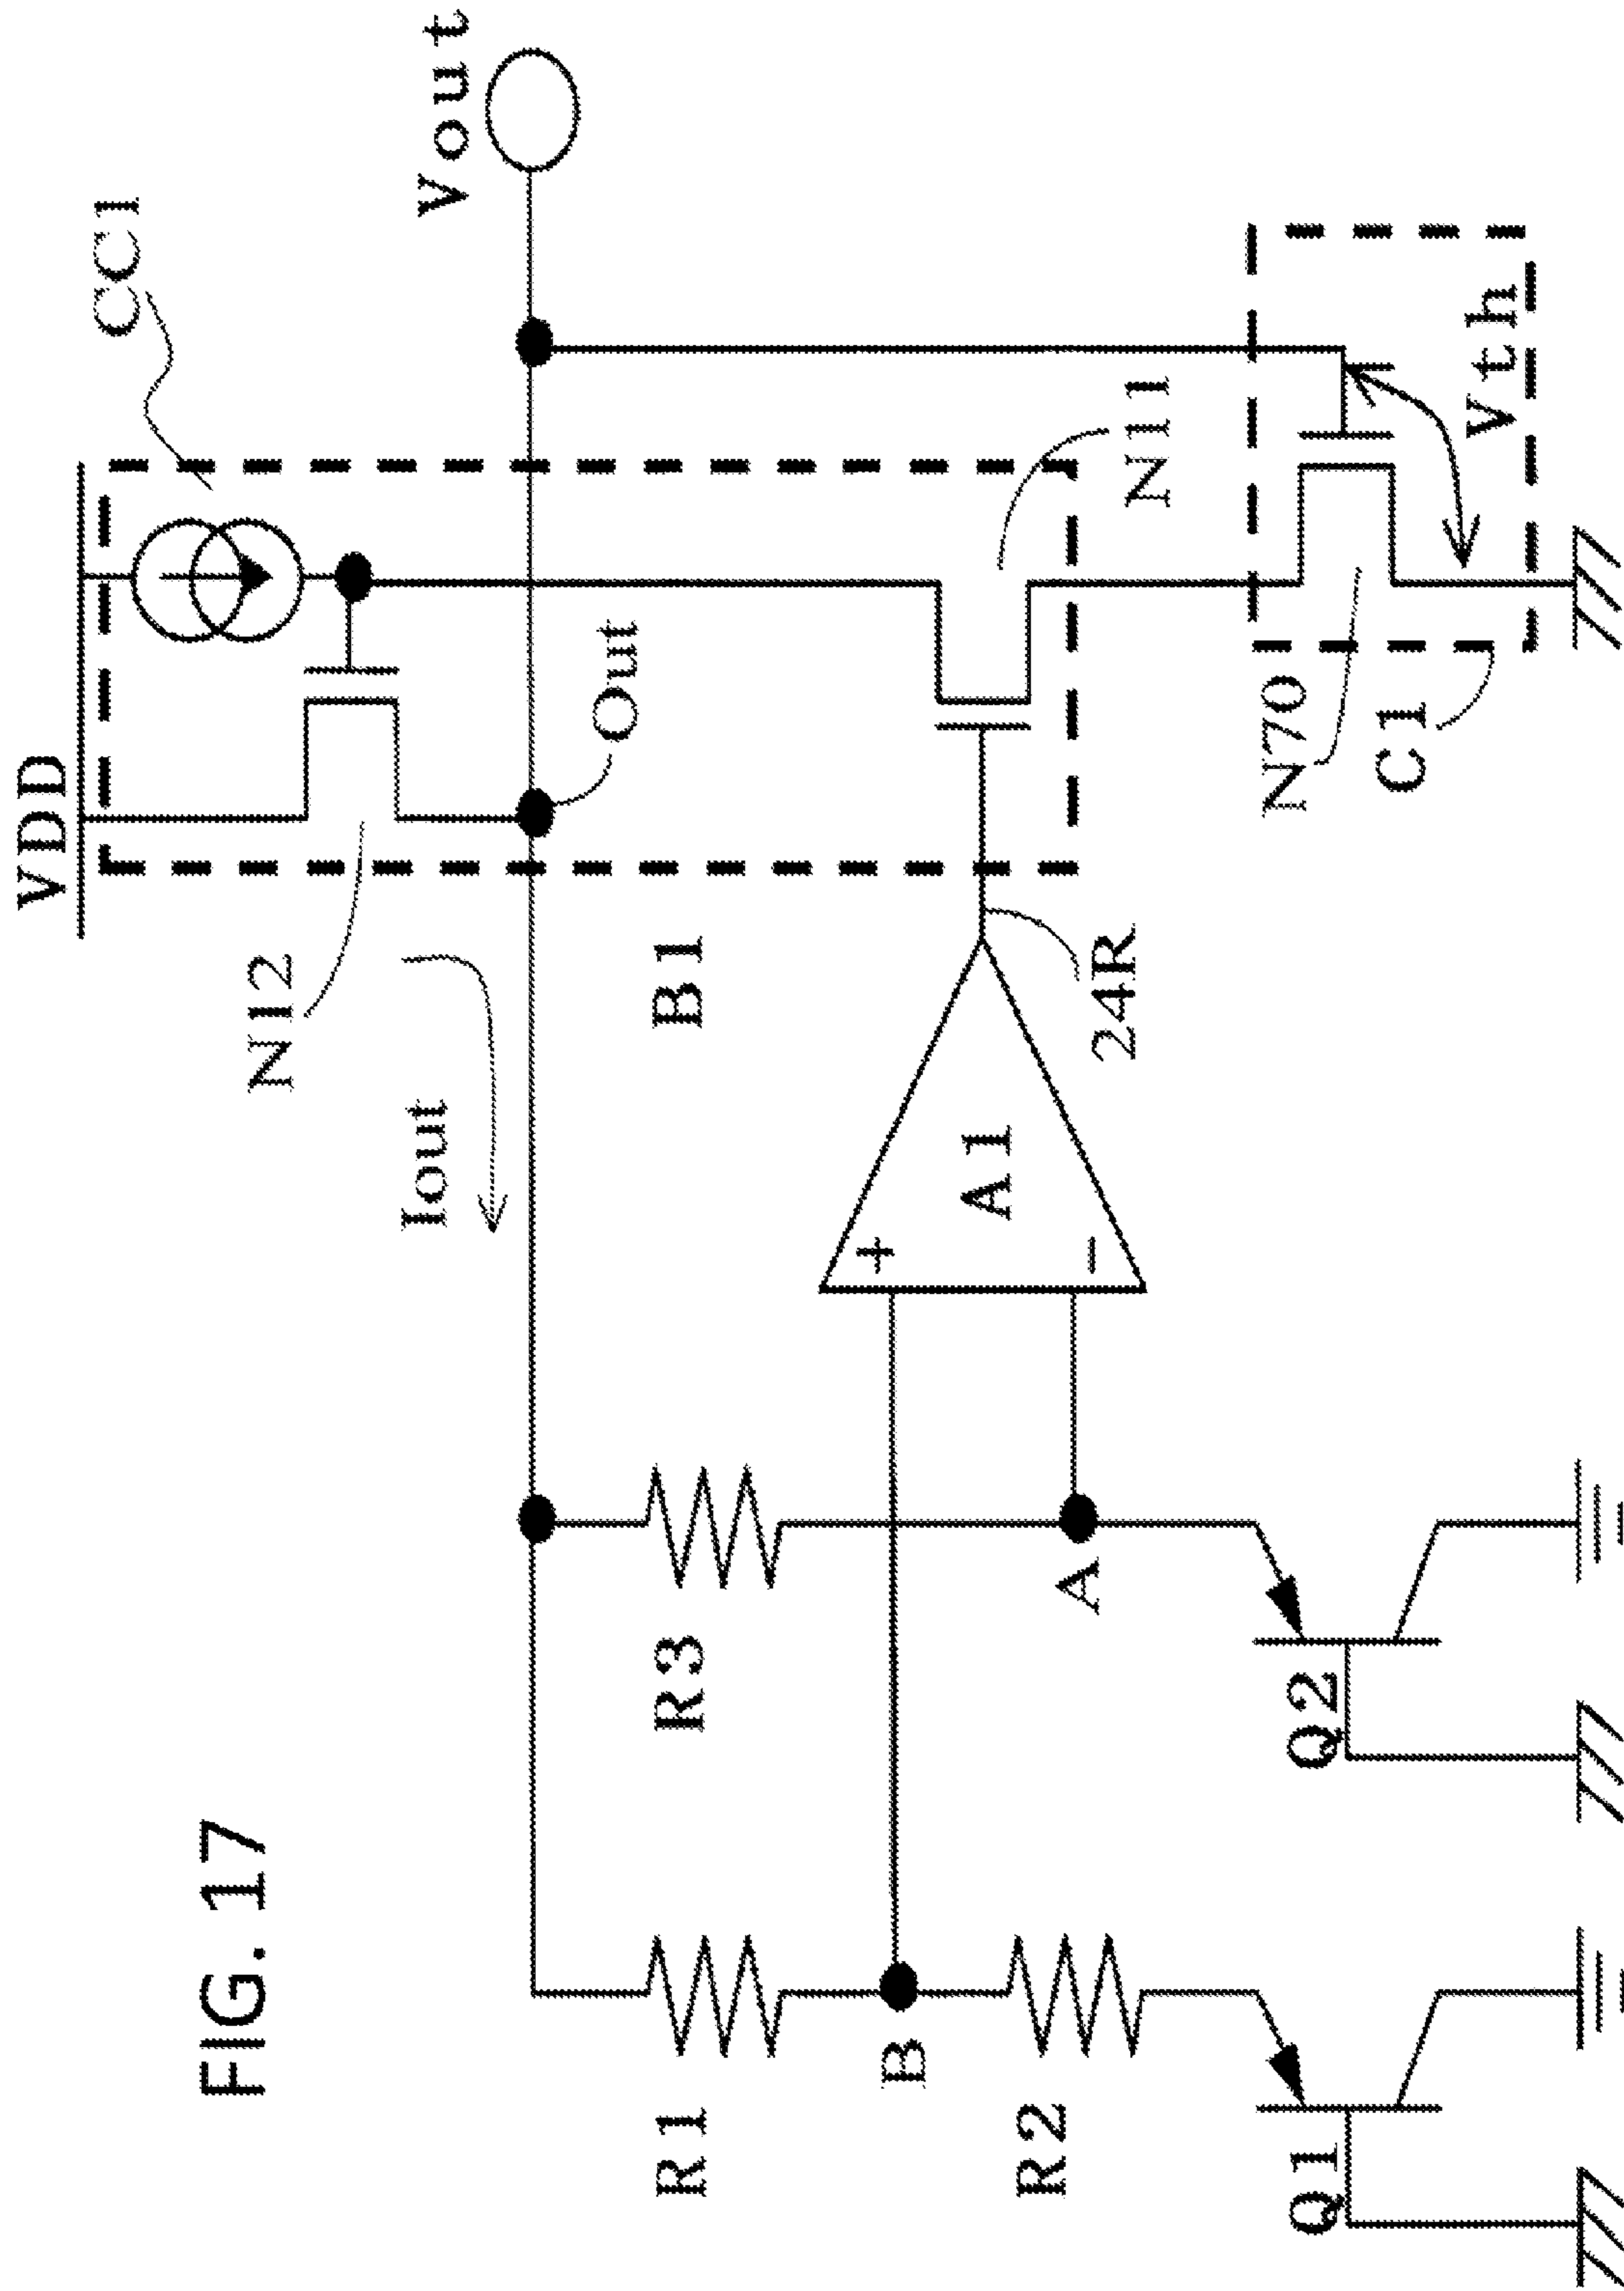 FIG. 17
VDD
CC1
N12
Iout
Vout
Out
B1
R1
R3
B
A
+
A1
-
24R
N11
R2
Q1
Q2
N70
C1
Vth